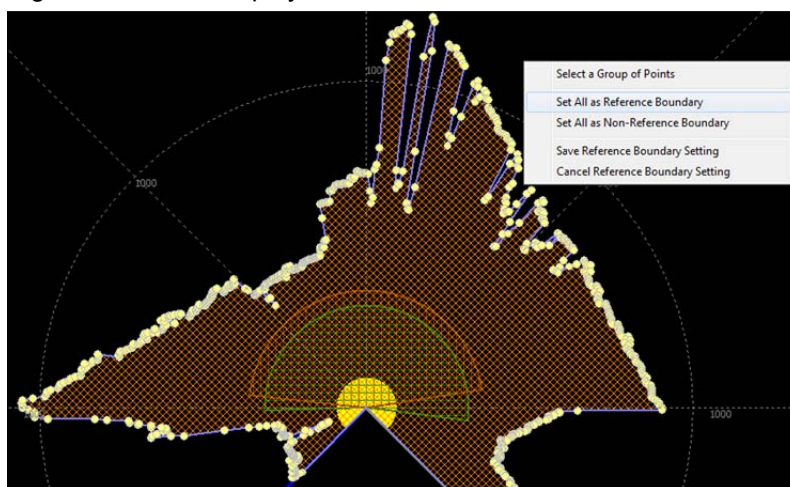 1000
Select a Group of Points
Set All as Reference Boundary
Set All as Non-Reference Boundary
Save Reference Boundary Setting
Cancel Reference Boundary Setting
1000
1000